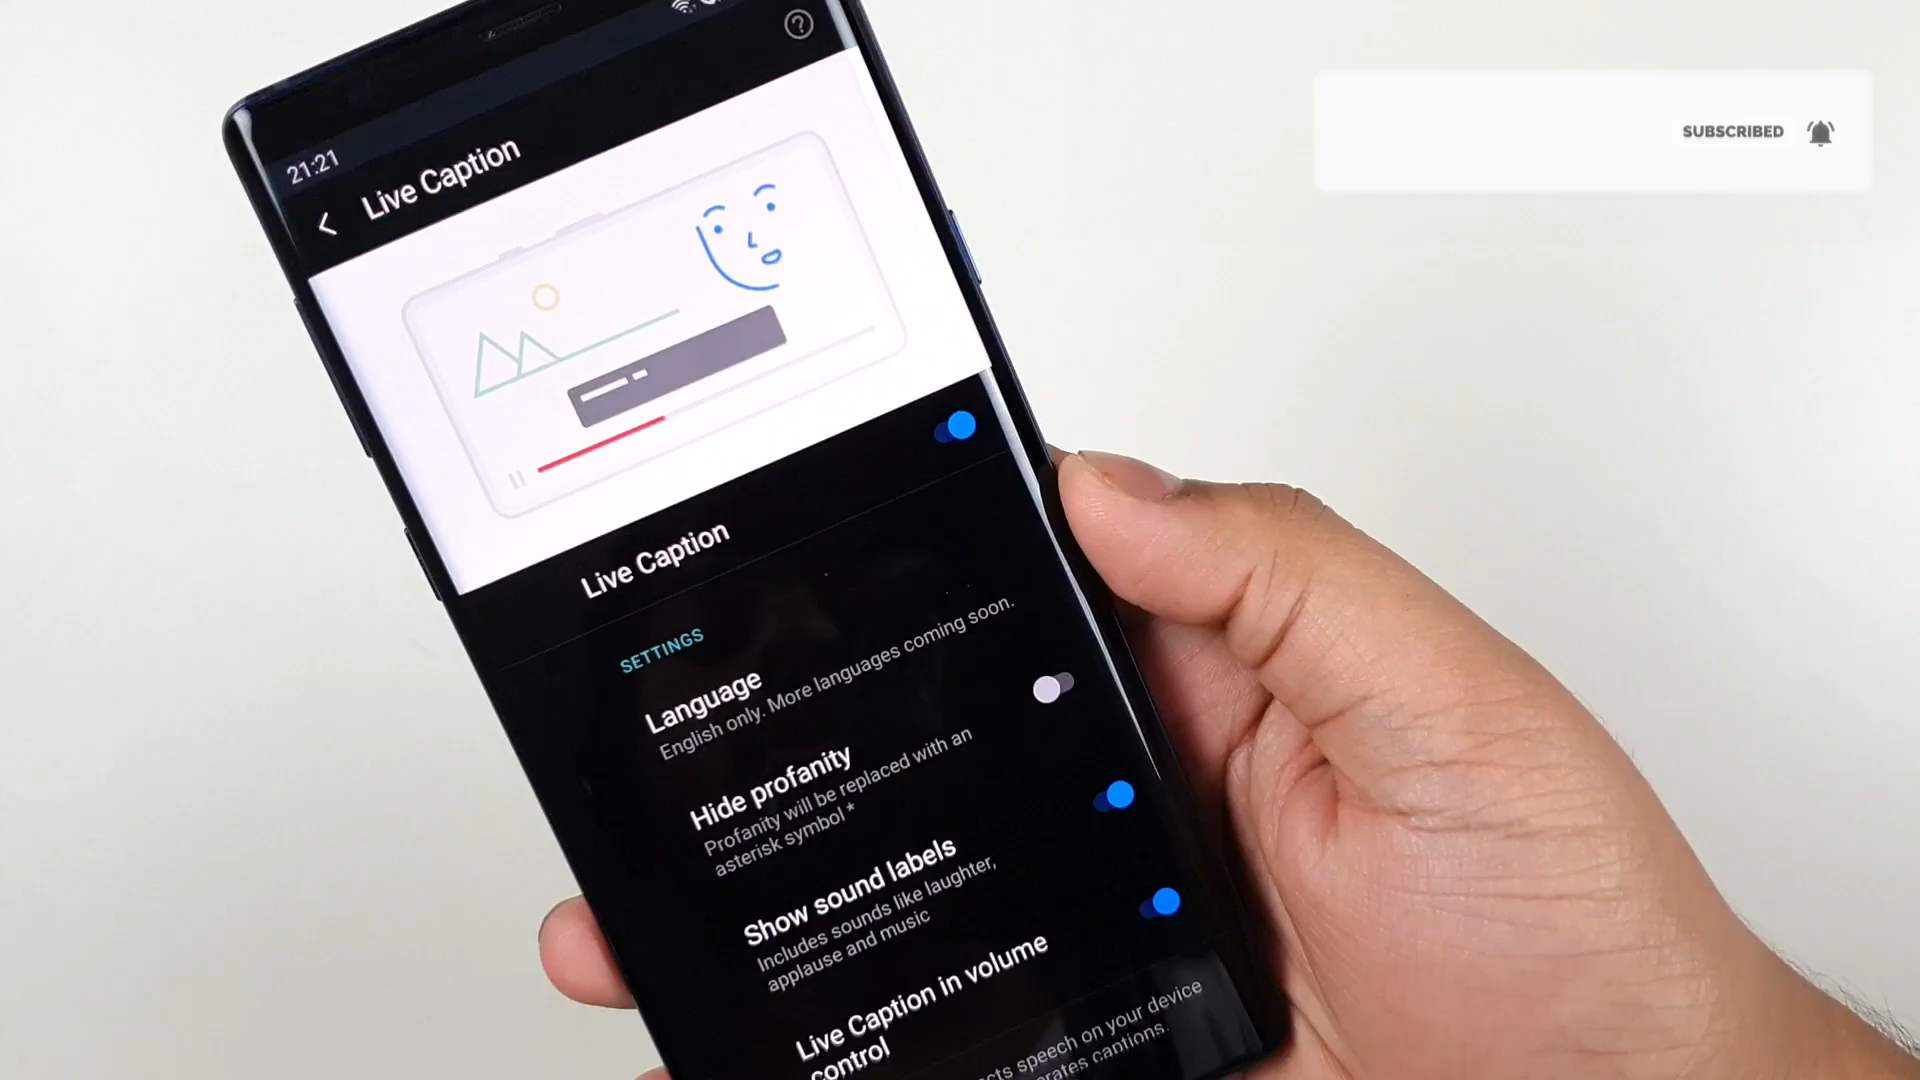 21:21
Live Caption
SUBSCRIBED
Live Caption
SETTINGS
Language
English only. More languages coming soon.
Hide profanity
Profanity will be replaced with an
asterisk symbol *
Show sound labels
Includes sounds like laughter,
applause and music
Live Caption in volume
control
speech on your device
captions.